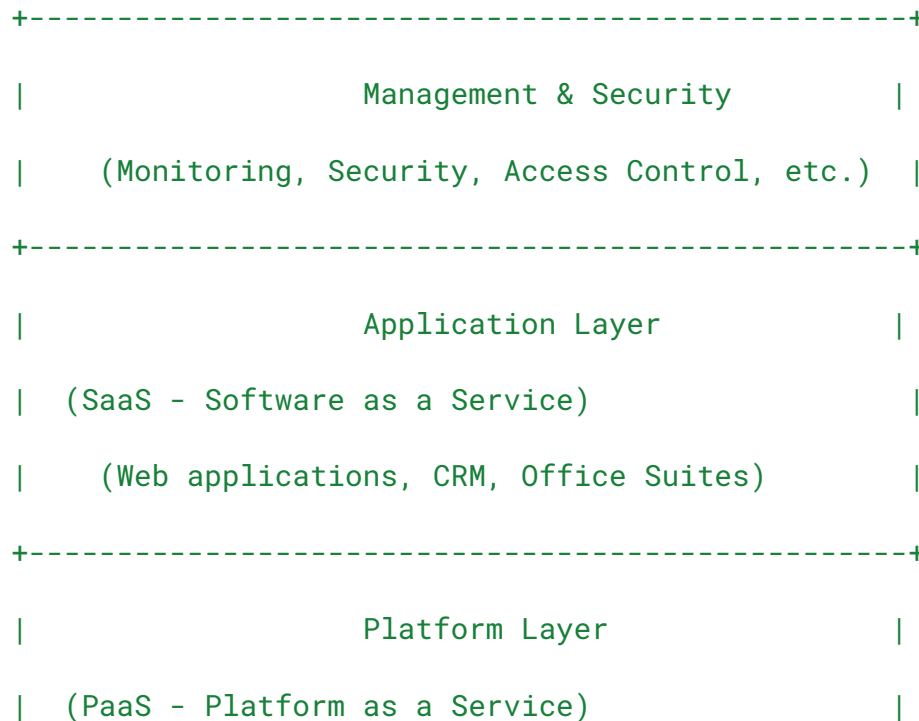 +--------------------------------------------------+
|                   Management & Security         |
|    (Monitoring, Security, Access Control, etc.)  |
+--------------------------------------------------+
|                   Application Layer             |
|  (SaaS - Software as a Service)                  |
|    (Web applications, CRM, Office Suites)        |
+--------------------------------------------------+
|                   Platform Layer                |
|  (PaaS - Platform as a Service)                 |